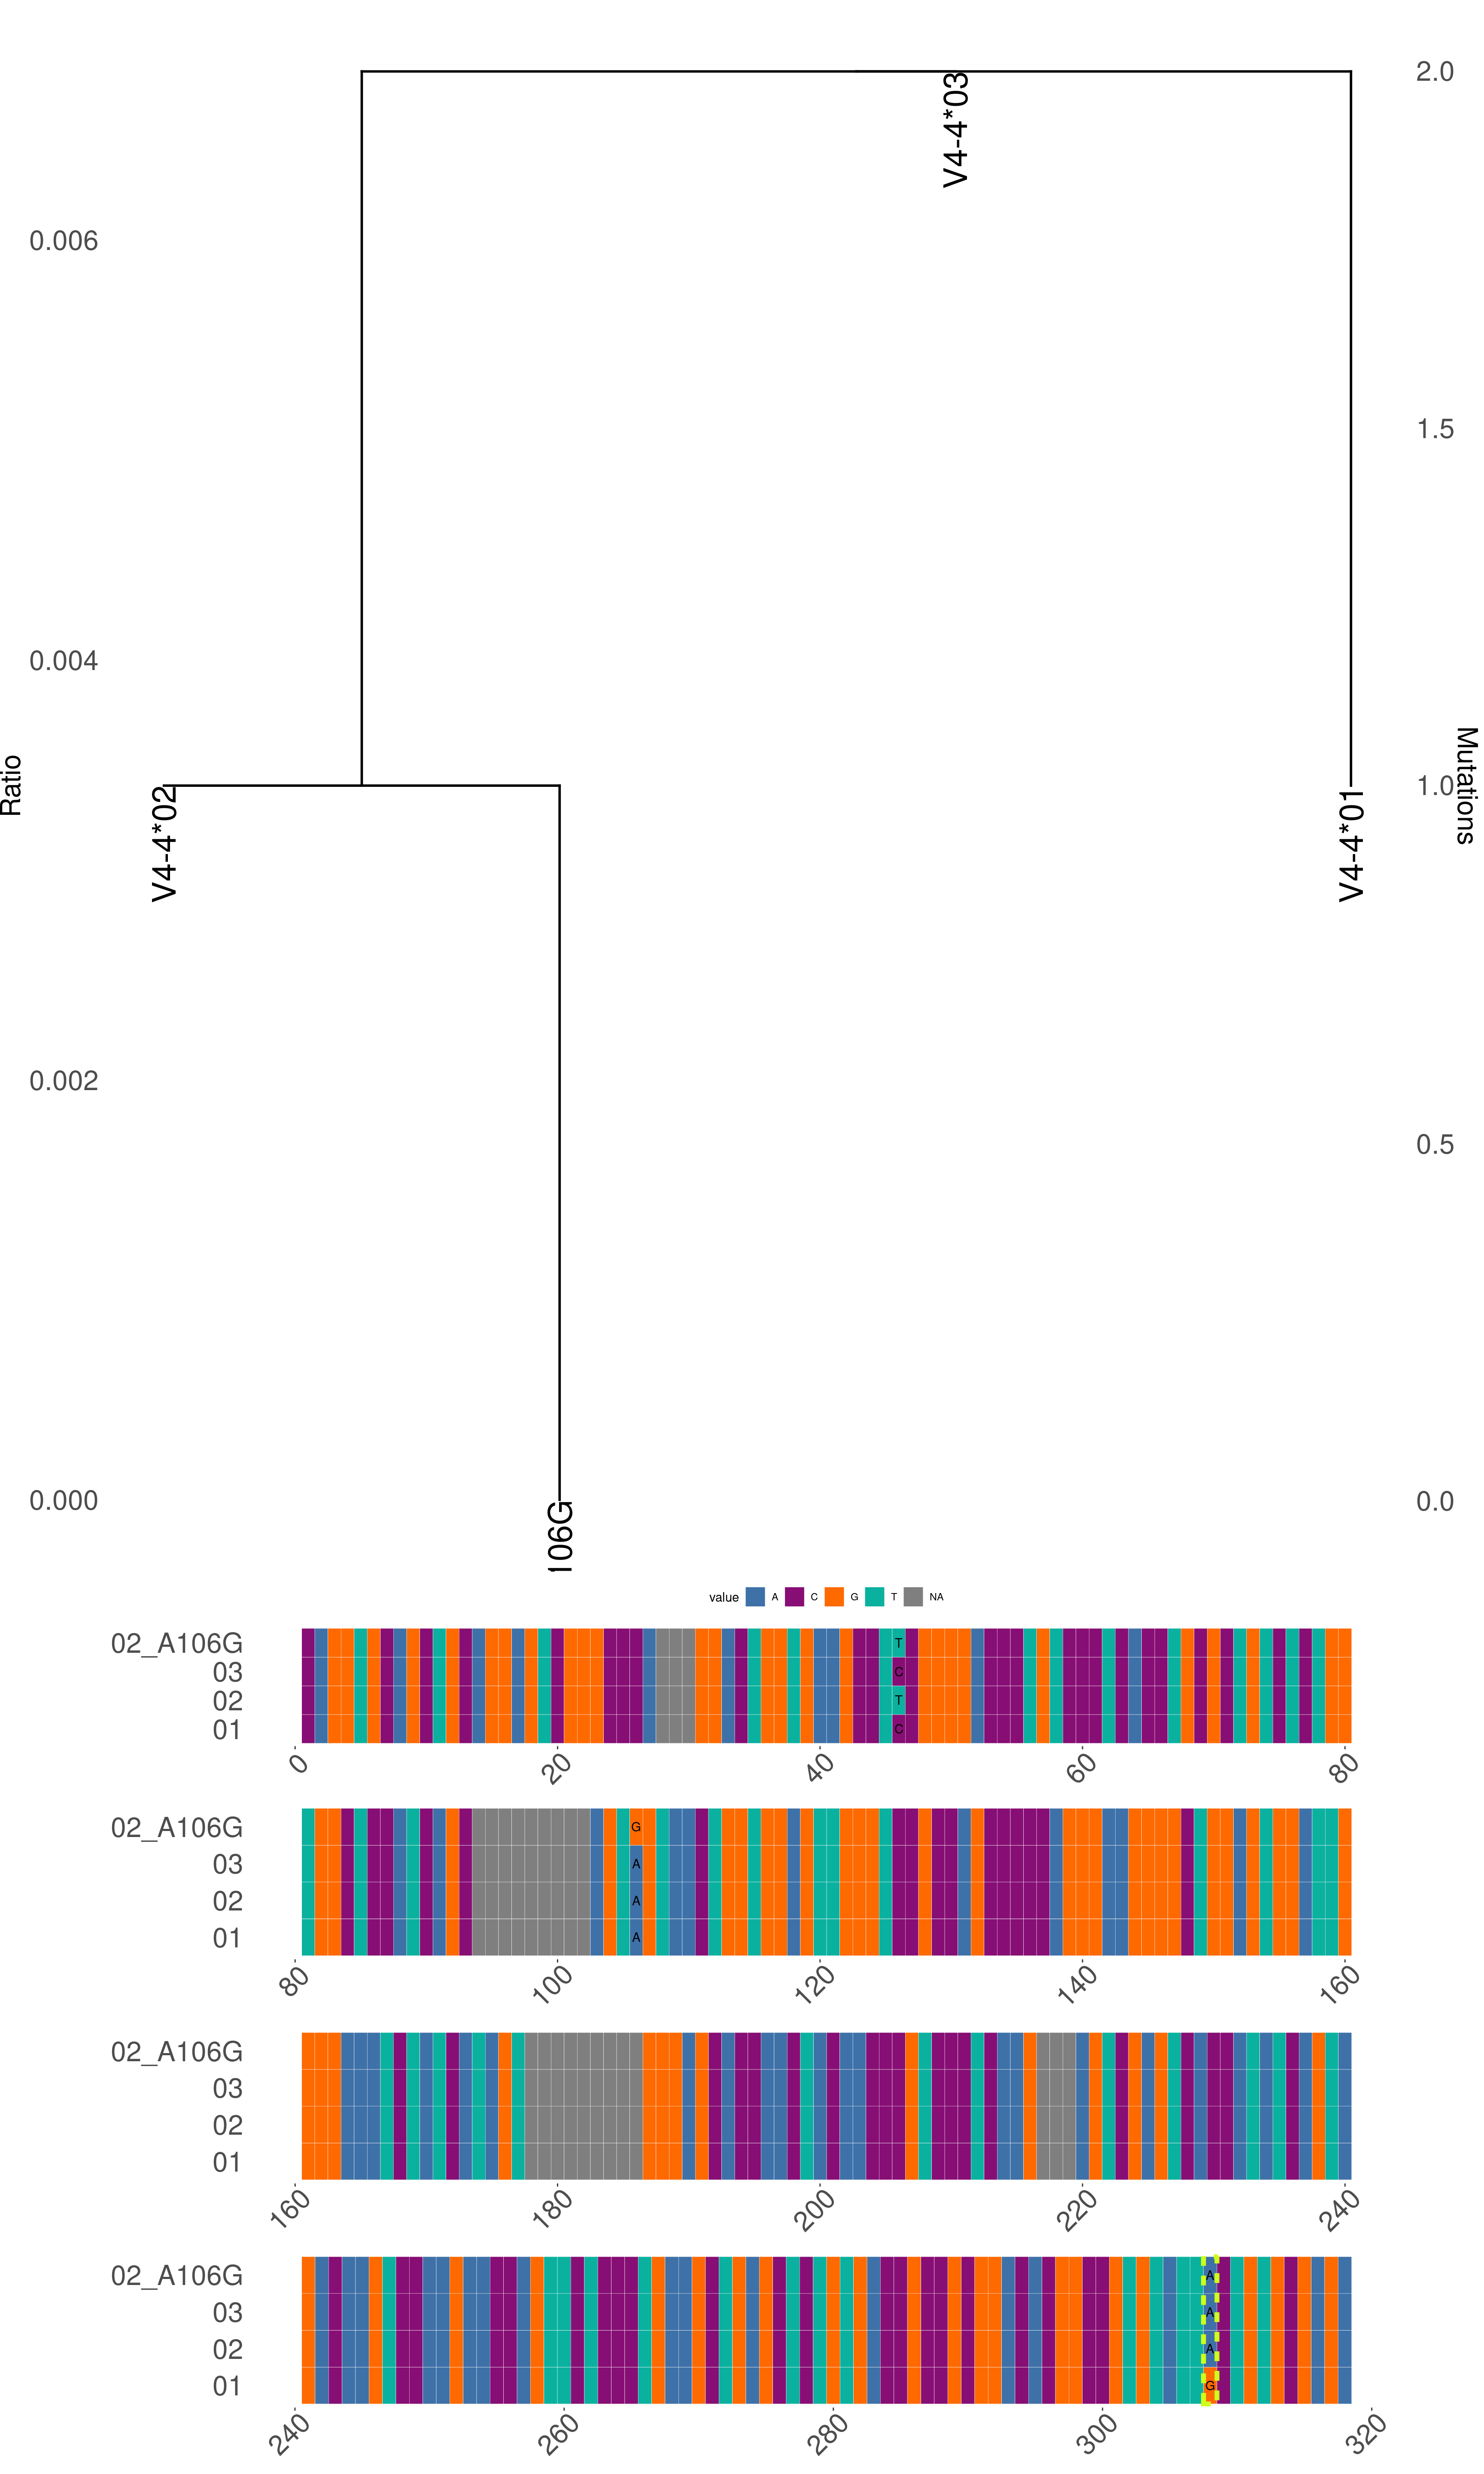 2.0
V4-4*03
0.006
1.5
0.004
Ratio
Mutations
1.0
V4-4*02
V4-4*01
0.002
0.5
0.000
0.0
106G
value A C G T NA
02_A106G T
03 C
02 T
01 C
0 20 40 60 80
02_A106G G
03 A
02 A
01 A
80 100 120 140 160
02_A106G
03
02
01
160 180 200 220 240
02_A106G A
03 A
02 A
01 G
240 260 280 300 320